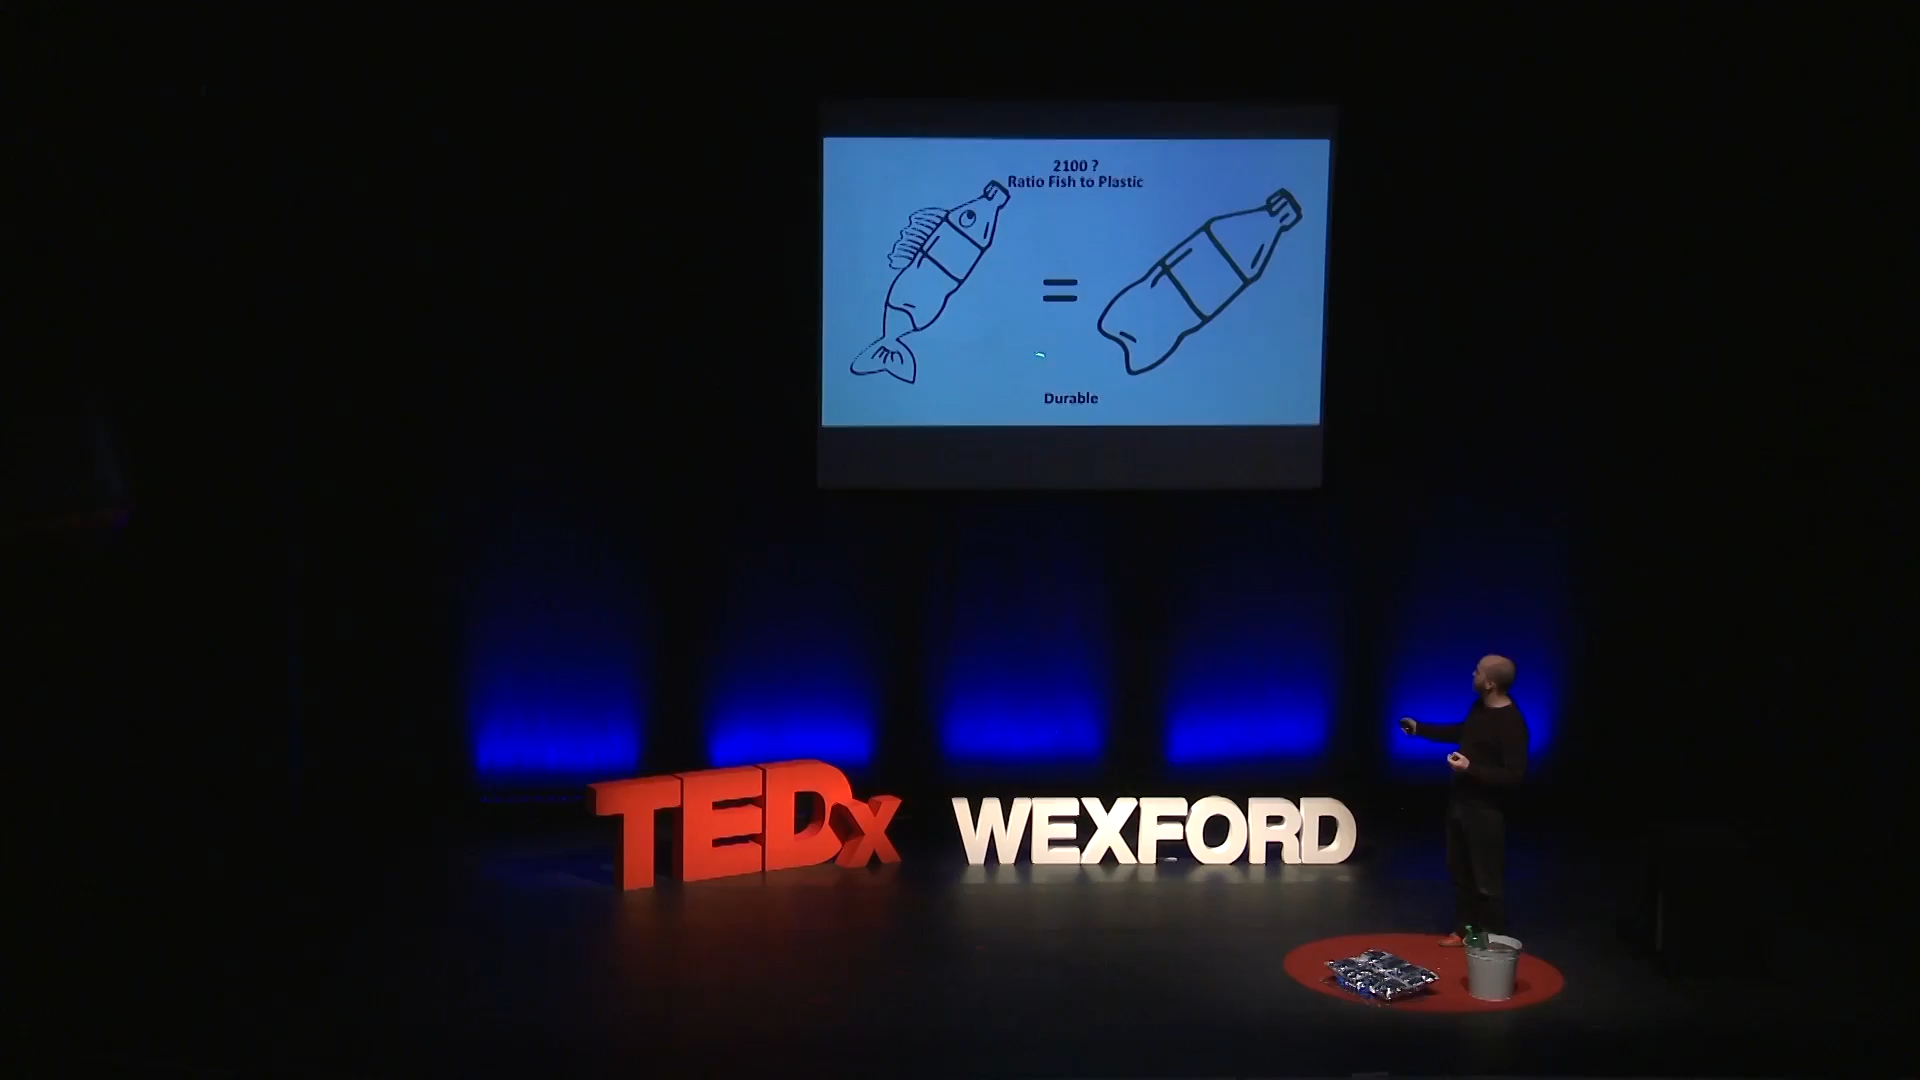 2100 ?
Ratio Fish to Plastic
=
Durable
TEDx WEXFORD